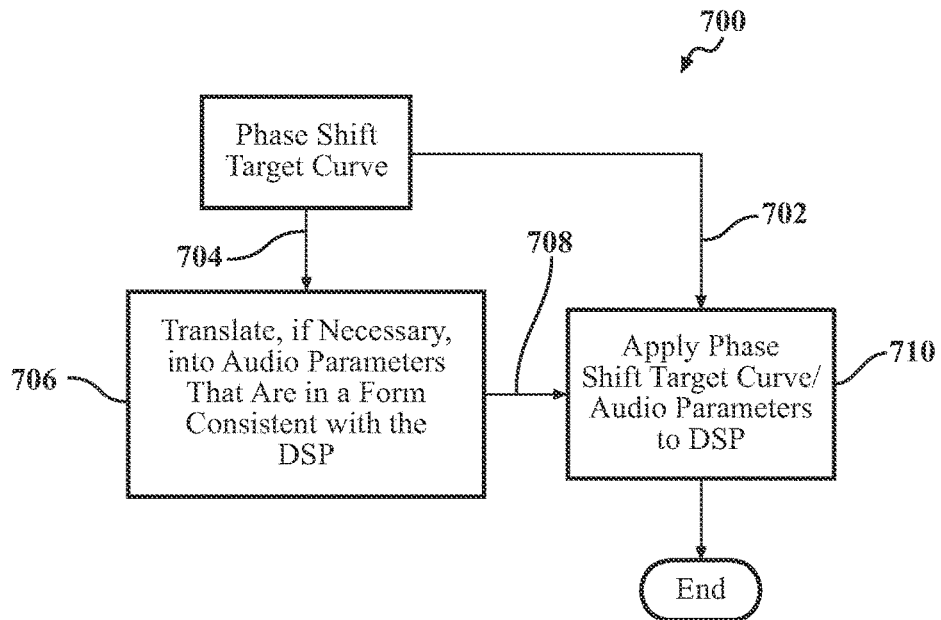 700
Phase Shift
Target Curve
702
704
708
Translate, if Necessary,
into Audio Parameters
That Are in a Form
Consistent with the
DSP
706
Apply Phase
Shift Target Curve/
Audio Parameters
to DSP
710
End